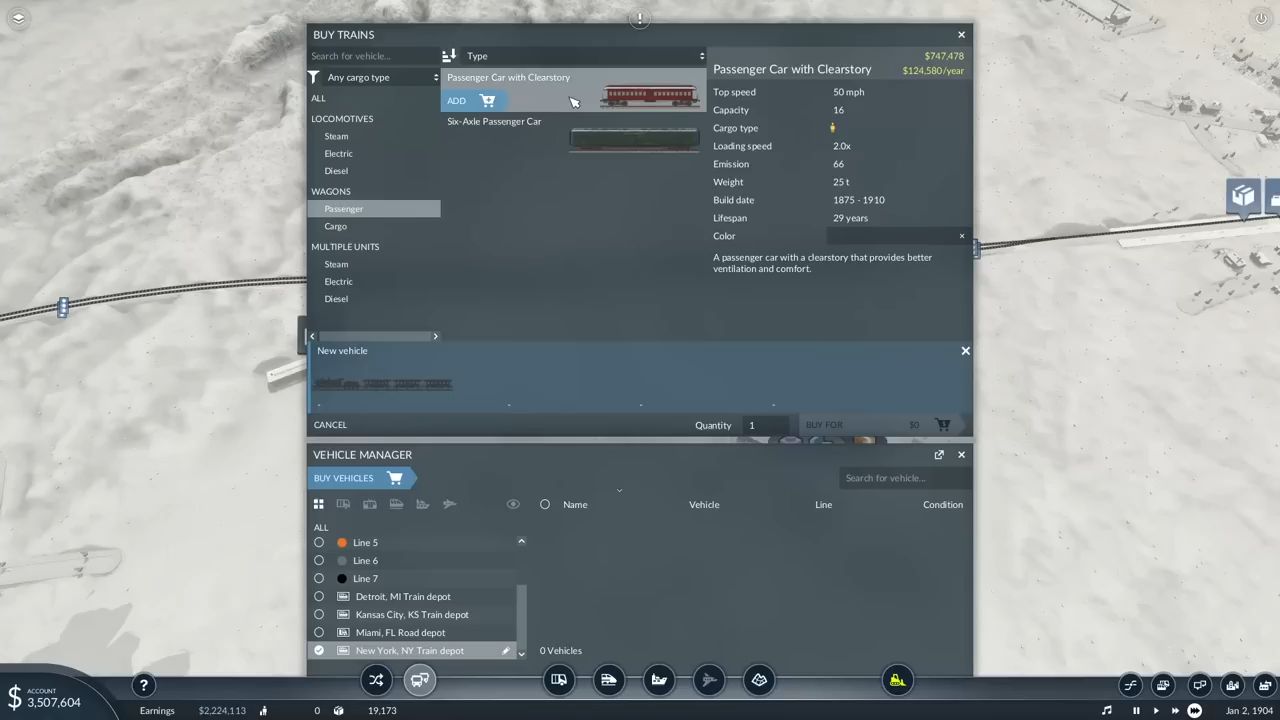 BUY TRAINS
Search for vehicle...
Type
$747,478
Any cargo type
Passenger Car with Clearstory
Passenger Car with Clearstory
$124,580/year
ALL
ADD
Top speed 50 mph
LOCOMOTIVES
Six-Axle Passenger Car
Capacity 16
Steam
Cargo type
Electric
Loading speed 2.0x
Diesel
Emission 66
WAGONS
Weight 25 t
Passenger
Build date 1875 - 1910
Cargo
Lifespan 29 years
MULTIPLE UNITS
Color
Steam
A passenger car with a clearstory that provides better
ventilation and comfort.
Electric
Diesel
New vehicle
- - - -
CANCEL
Quantity 1
BUY FOR $0
VEHICLE MANAGER
BUY VEHICLES
Search for vehicle...
Name Vehicle Line Condition
ALL
Line 5
Line 6
Line 7
Detroit, MI Train depot
Kansas City, KS Train depot
Miami, FL Road depot
New York, NY Train depot
0 Vehicles
$ ACCOUNT
3,507,604
?
Earnings $2,224,113 0 19,173
Jan 2, 1904